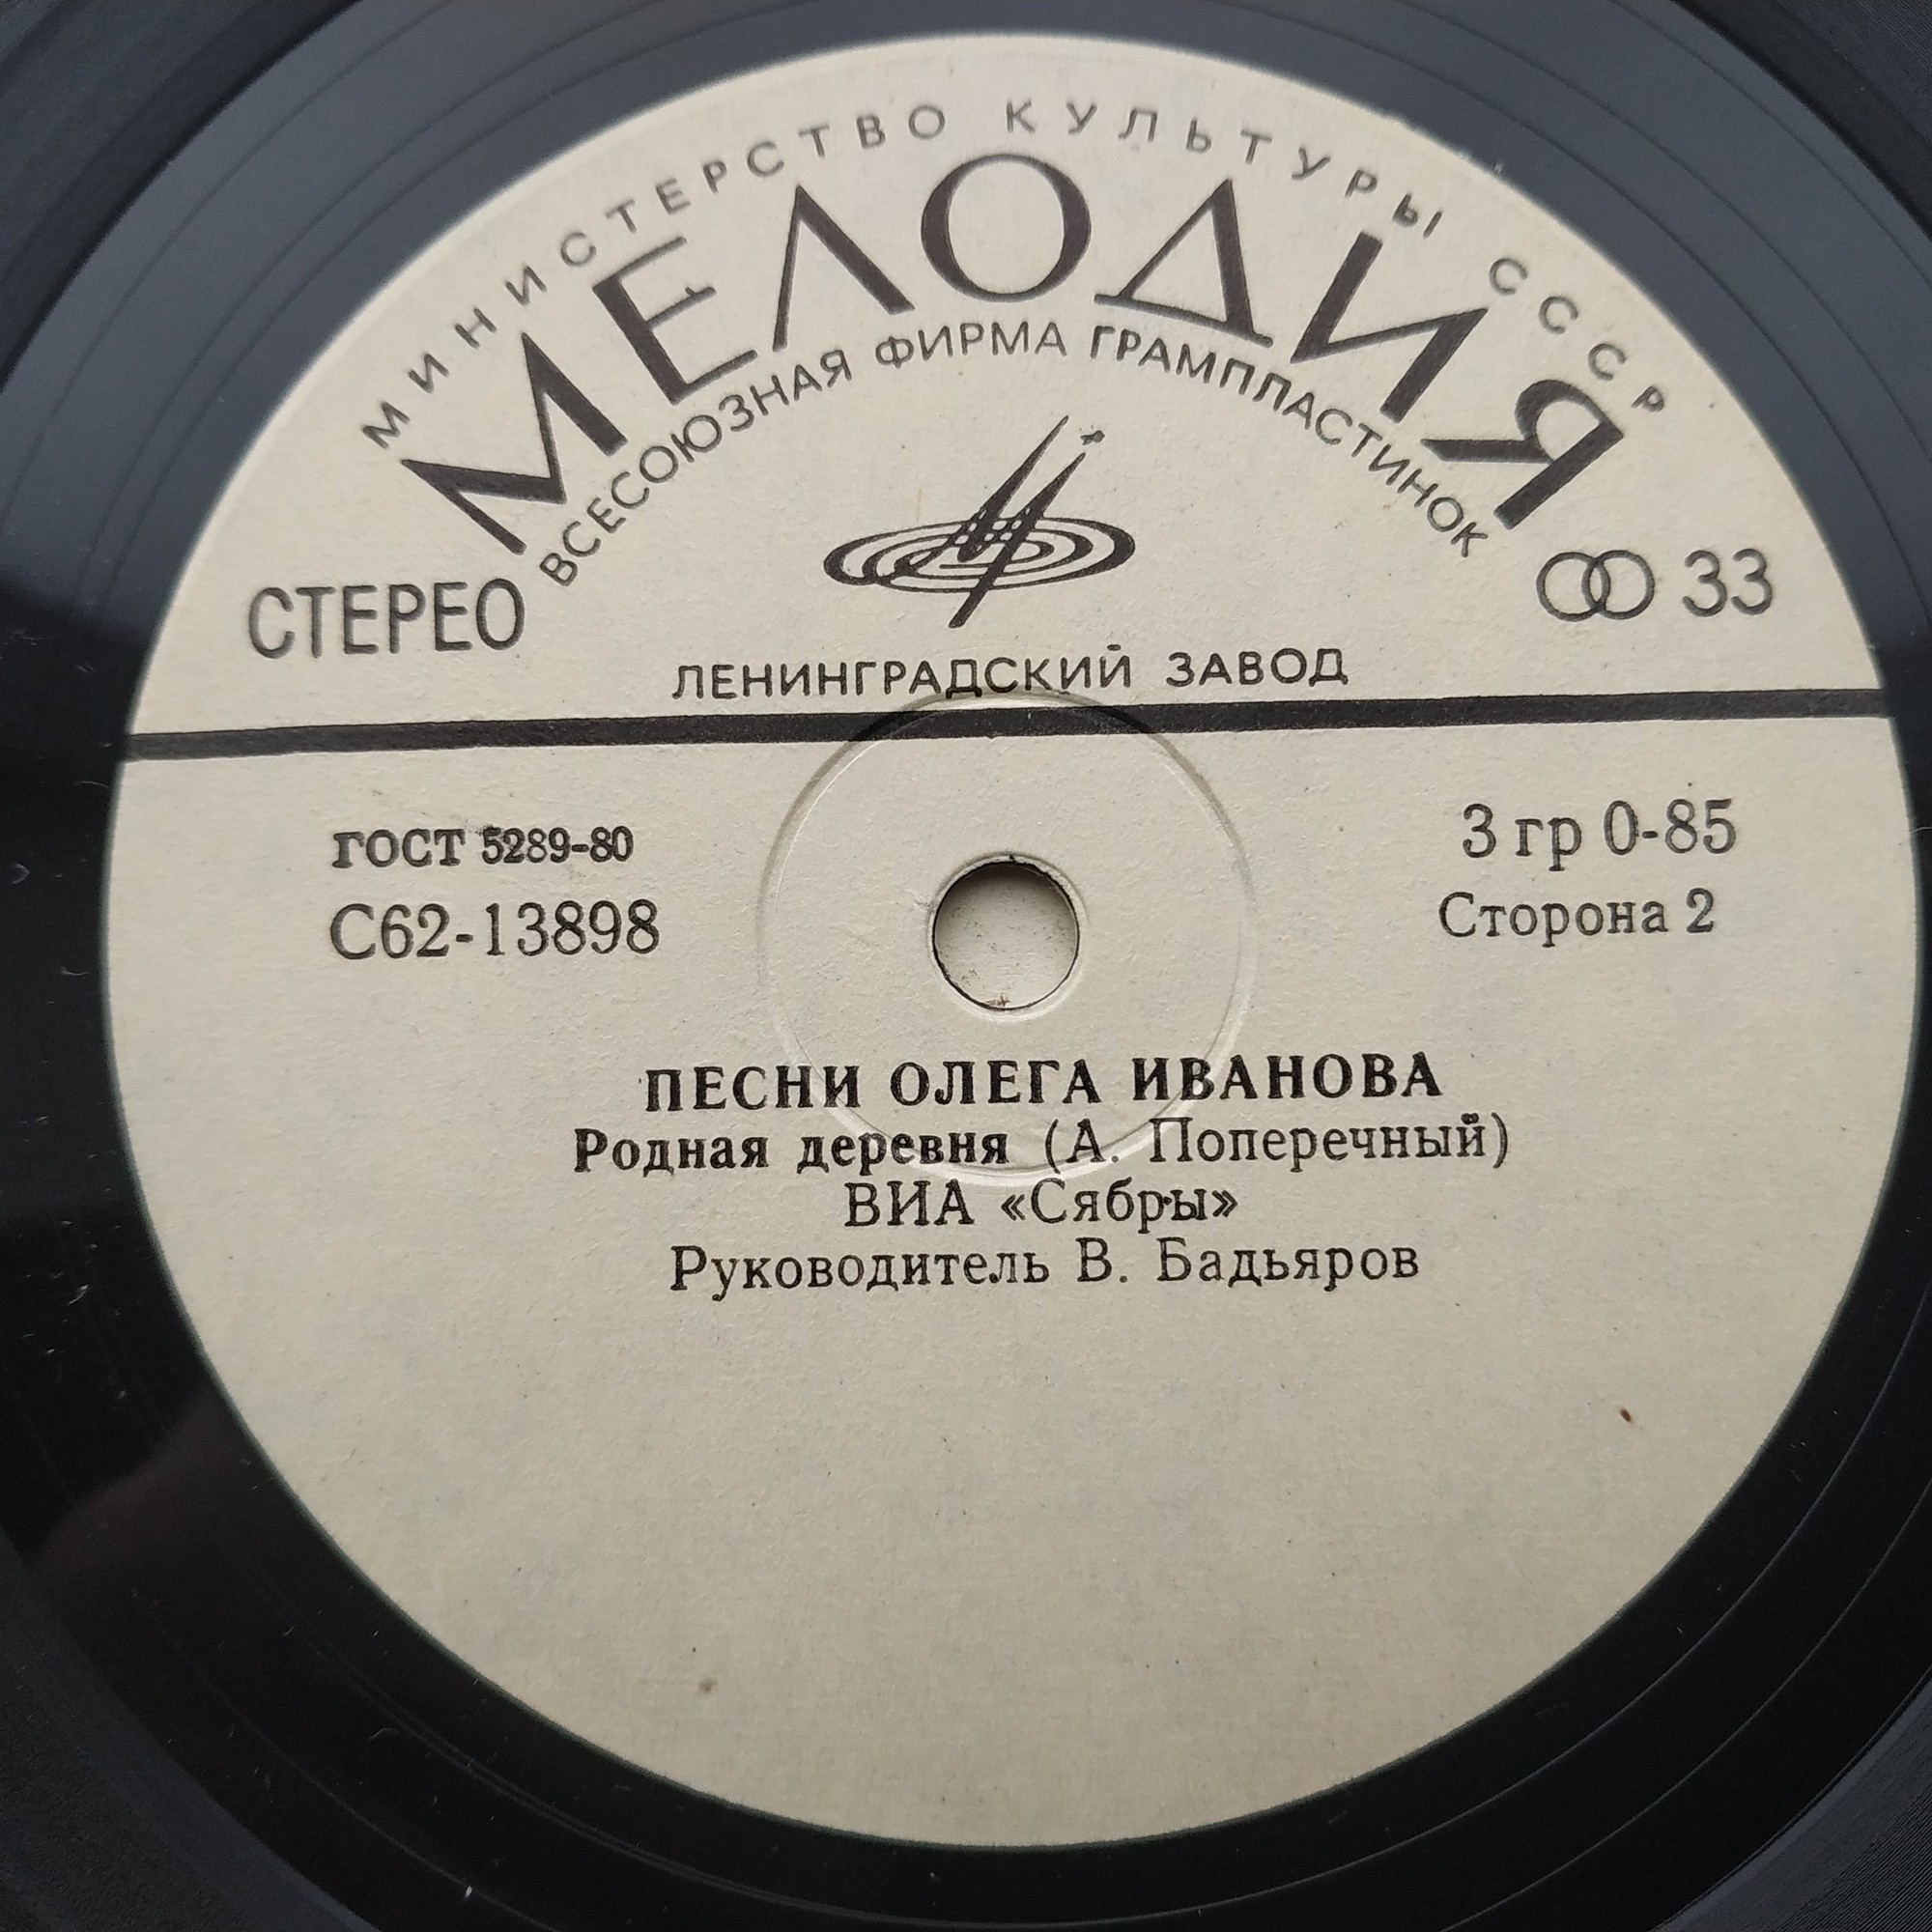 МИНИСТЕРСТВО КУЛЬТУРЫ СССР
МЕЛОДИЯ
ВСЕСОЮЗНАЯ ФИРМА ГРАМПЛАСТИНОК
СТЕРЕО
33
ЛЕНИНГРАДСКИЙ ЗАВОД
ГОСТ 5289-80
3 гр 0-85
С62-13898
Сторона 2
ПЕСНИ ОЛЕГА ИВАНОВА
Родная деревня (А. Поперечный)
ВИА «Сябры»
Руководитель В. Бадьяров